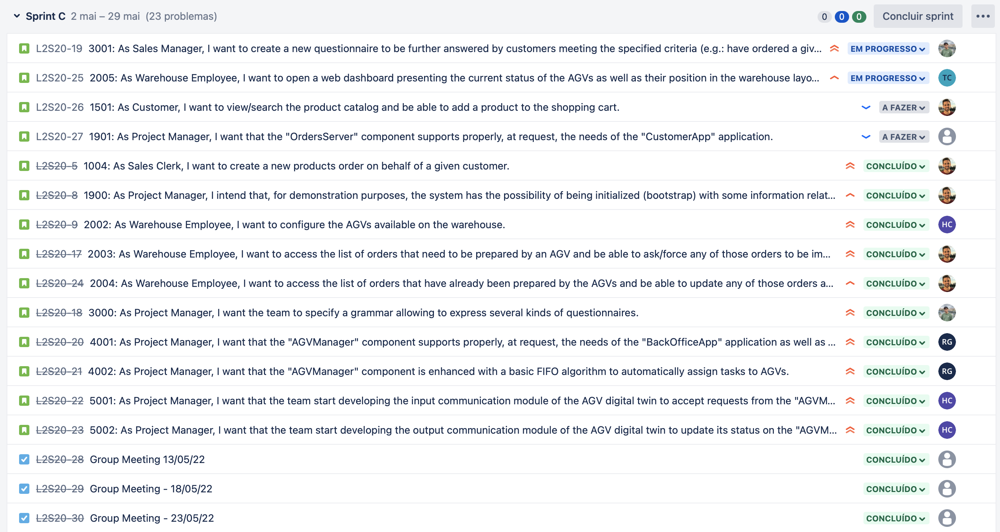 Sprint C 2 mai – 29 mai (23 problemas) 0 0 0 Concluir sprint
L2S20-19 3001: As Sales Manager, I want to create a new questionnaire to be further answered by customers meeting the specified criteria (e.g.: have ordered a giv... EM PROGRESSO
L2S20-25 2005: As Warehouse Employee, I want to open a web dashboard presenting the current status of the AGVs as well as their position in the warehouse layo... EM PROGRESSO TC
L2S20-26 1501: As Customer, I want to view/search the product catalog and be able to add a product to the shopping cart. A FAZER
L2S20-27 1901: As Project Manager, I want that the "OrdersServer" component supports properly, at request, the needs of the "CustomerApp" application. A FAZER
L2S20-5 1004: As Sales Clerk, I want to create a new products order on behalf of a given customer. CONCLUÍDO
L2S20-8 1900: As Project Manager, I intend that, for demonstration purposes, the system has the possibility of being initialized (bootstrap) with some information relat... CONCLUÍDO
L2S20-9 2002: As Warehouse Employee, I want to configure the AGVs available on the warehouse. CONCLUÍDO HC
L2S20-17 2003: As Warehouse Employee, I want to access the list of orders that need to be prepared by an AGV and be able to ask/force any of those orders to be im... CONCLUÍDO
L2S20-24 2004: As Warehouse Employee, I want to access the list of orders that have already been prepared by the AGVs and be able to update any of those orders a... CONCLUÍDO
L2S20-18 3000: As Project Manager, I want the team to specify a grammar allowing to express several kinds of questionnaires. CONCLUÍDO
L2S20-20 4001: As Project Manager, I want that the "AGVManager" component supports properly, at request, the needs of the "BackOfficeApp" application as well as ... CONCLUÍDO RG
L2S20-21 4002: As Project Manager, I want that the "AGVManager" component is enhanced with a basic FIFO algorithm to automatically assign tasks to AGVs. CONCLUÍDO RG
L2S20-22 5001: As Project Manager, I want that the team start developing the input communication module of the AGV digital twin to accept requests from the "AGVM... CONCLUÍDO HC
L2S20-23 5002: As Project Manager, I want that the team start developing the output communication module of the AGV digital twin to update its status on the "AGVM... CONCLUÍDO HC
L2S20-28 Group Meeting 13/05/22 CONCLUÍDO
L2S20-29 Group Meeting - 18/05/22 CONCLUÍDO
L2S20-30 Group Meeting - 23/05/22 CONCLUÍDO